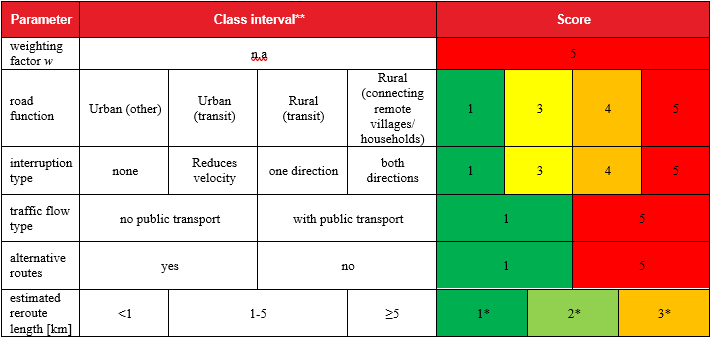 Parameter Class interval** Score
weighting
factor w n.a 5
road
function Urban (other) Urban
(transit) Rural
(transit) Rural
(connecting
remote
villages/
households) 1 3 4 5
interruption
type none Reduces
velocity one direction both
directions 1 3 4 5
traffic flow
type no public transport with public transport 1 5
alternative
routes yes no 1 5
estimated
reroute
length [km] <1 1-5 ≥5 1* 2* 3*